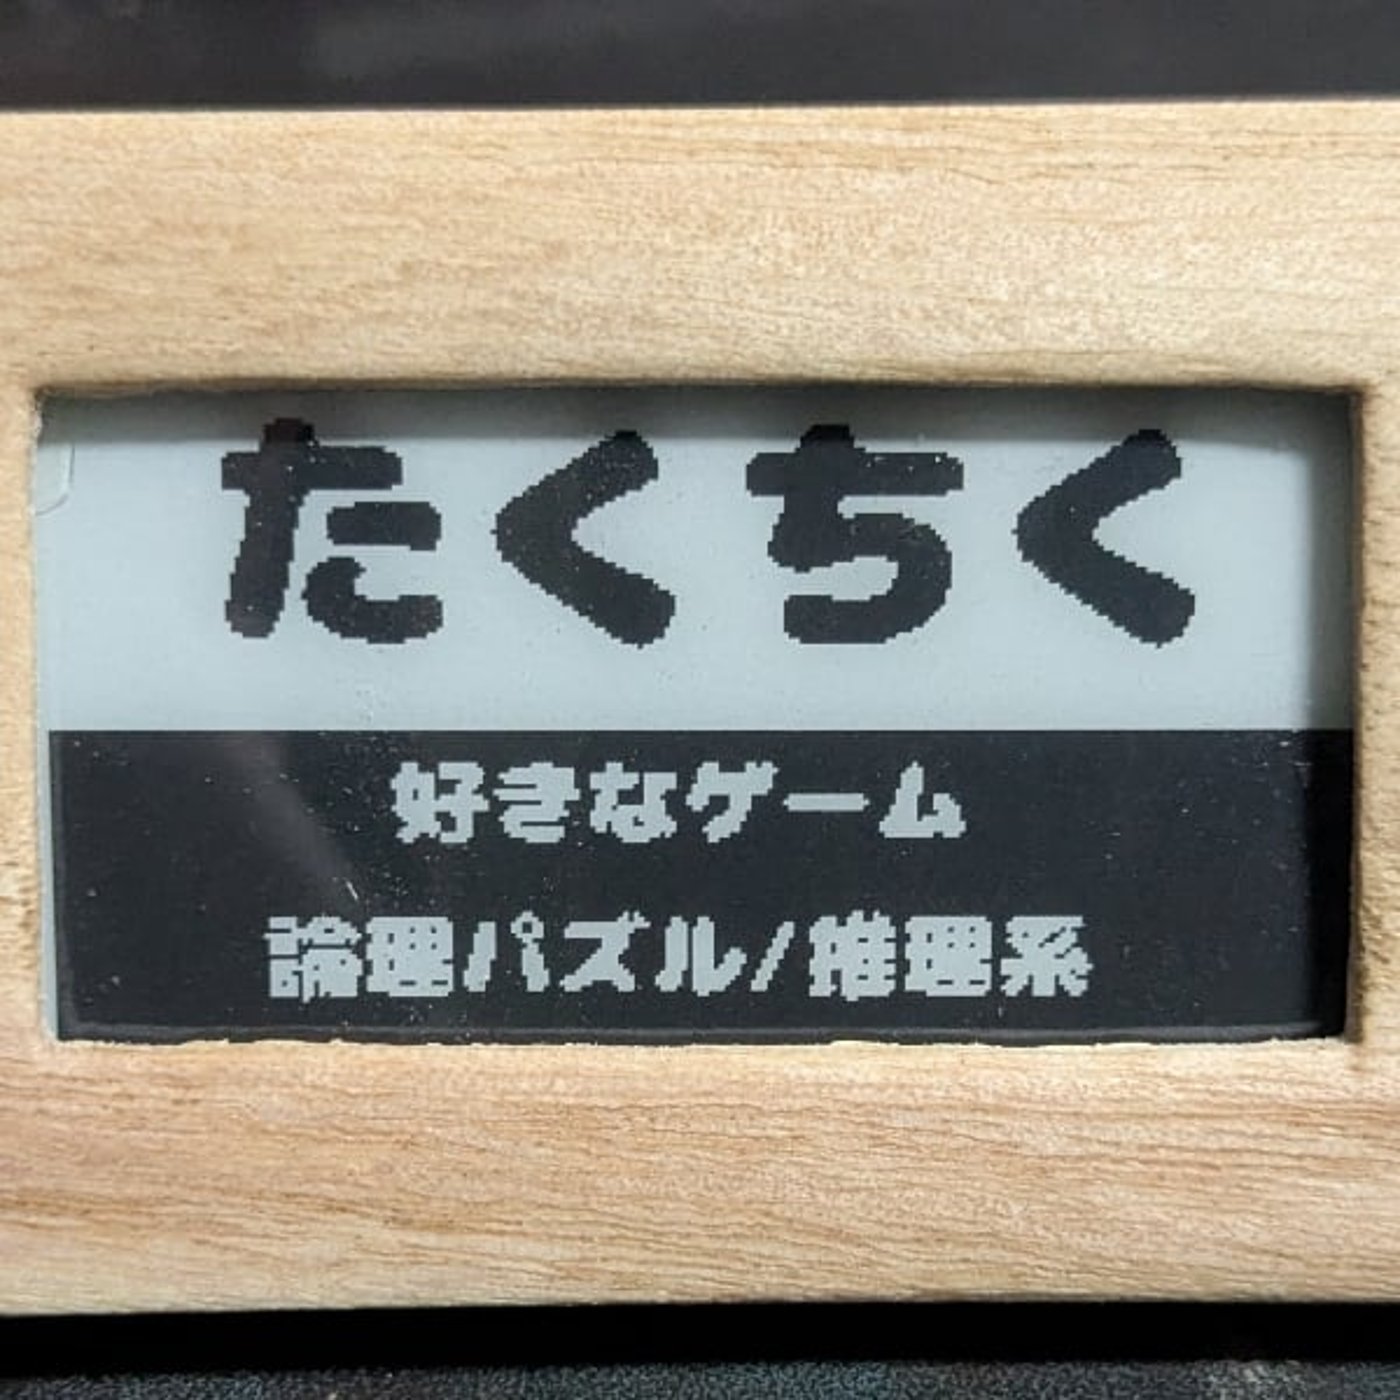 たくちく
好きなゲーム
論理パズル/推理系